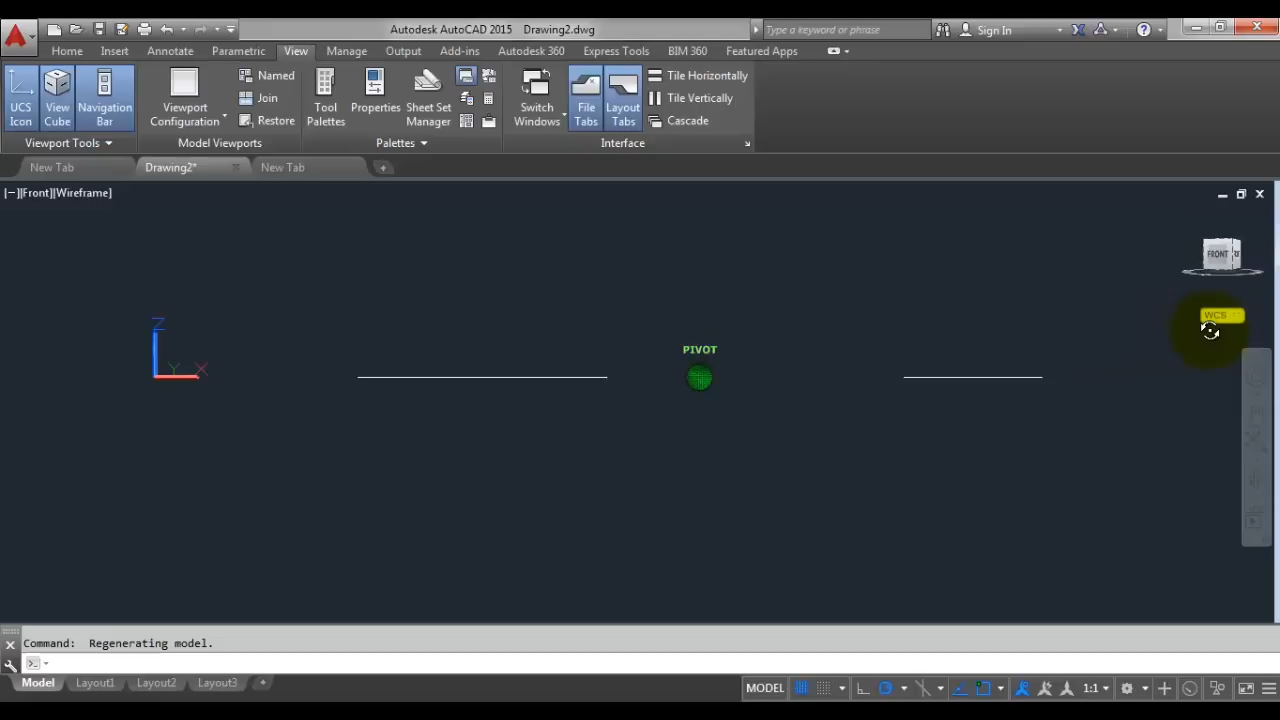 Autodesk AutoCAD 2015 Drawing2.dwg
Type a keyword or phrase
Sign In
Home Insert Annotate Parametric View Manage Output Add-ins Autodesk 360 Express Tools BIM 360 Featured Apps
UCS Icon
View Cube
Navigation Bar
Viewport Configuration
Named
Join
Restore
Tool Palettes
Properties
Sheet Set Manager
Switch Windows
File Tabs
Layout Tabs
Tile Horizontally
Tile Vertically
Cascade
Viewport Tools
Model Viewports
Palettes
Interface
New Tab Drawing2* New Tab
[−][Front][Wireframe]
FRONT
WCS
Z
Y X
PIVOT
Command: Regenerating model.
Model Layout1 Layout2 Layout3 +
MODEL
1:1